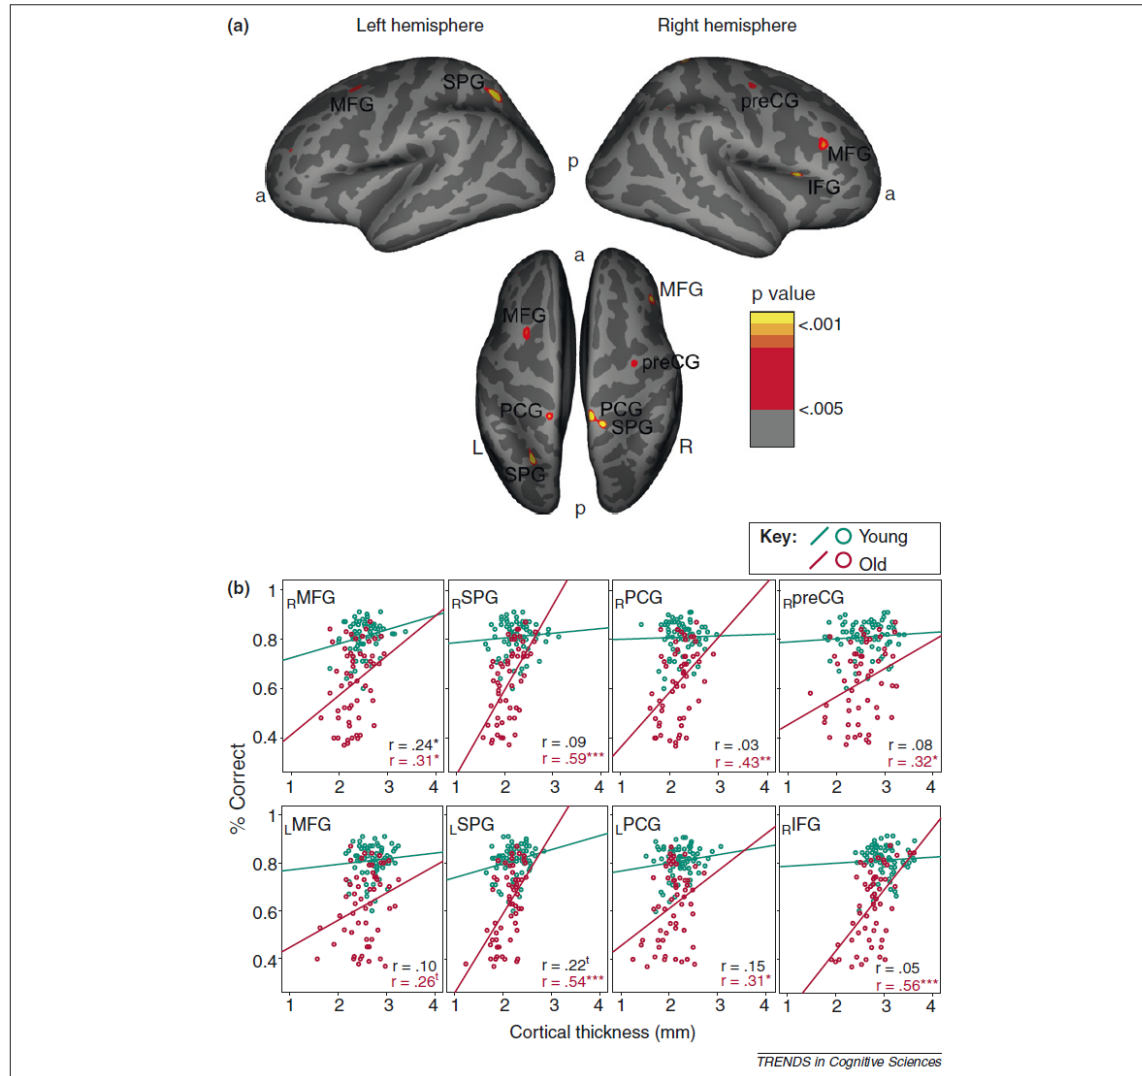 (a)
Left hemisphere
Right hemisphere
MFG
SPG
preCG
MFG
IFG
a
p
a
a
MFG
MFG
preCG
PCG
PCG
SPG
SPG
L
R
p
p value
<.001
<.005
Key: Young
Old
(b)
% Correct
1
0.8
0.6
0.4
RMFG
r = .24*
r = .31*
RSPG
r = .09
r = .59***
RPCG
r = .03
r = .43**
RpreCG
r = .08
r = .32*
1 2 3 4 1 2 3 4 1 2 3 4 1 2 3 4
1
0.8
0.6
0.4
LMFG
r = .10
r = .26t
LSPG
r = .22t
r = .54***
LPCG
r = .15
r = .31*
RIFG
r = .05
r = .56***
1 2 3 4 1 2 3 4 1 2 3 4 1 2 3 4
Cortical thickness (mm)
TRENDS in Cognitive Sciences